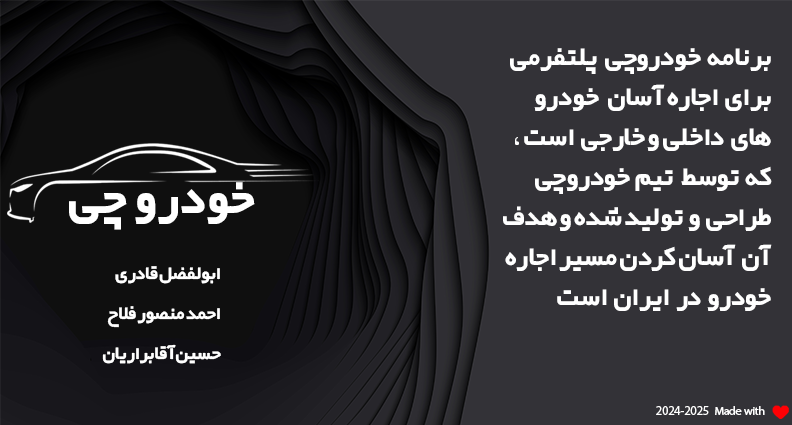 برنامه خودروچی پلتفرمی
برای اجاره آسان خودرو
های داخلی و خارجی است ،
که توسط تیم خودروچی
طراحی و تولید شده و هدف
آن آسان کردن مسیر اجاره
خودرو در ایران است
خودرو چی
ابولفضل قادری
احمد منصور فلاح
حسین آقابراریان
2024-2025 Made with